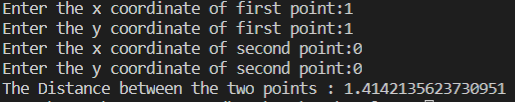 Enter the x coordinate of first point:1
Enter the y coordinate of first point:1
Enter the x coordinate of second point:0
Enter the y coordinate of second point:0
The Distance between the two points : 1.4142135623730951